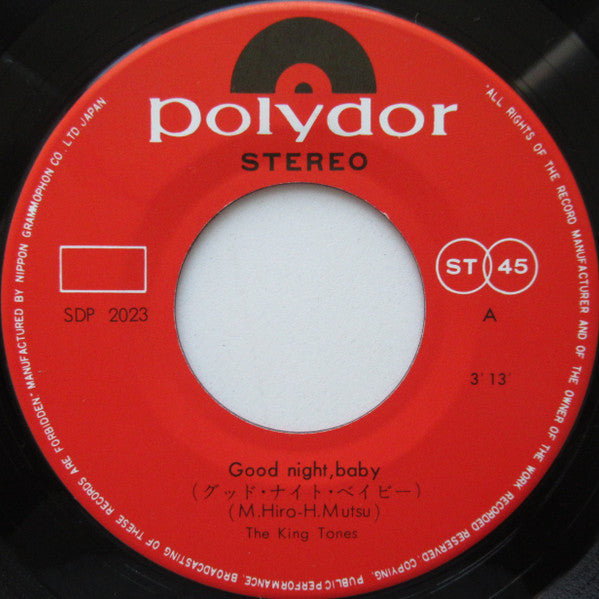 polydor
STEREO
ST 45
SDP 2023
A
3'13
Good night,baby
(グッド・ナイト・ベイビー)
(M.Hiro-H.Mutsu)
The King Tones
ALL RIGHTS OF THE RECORD MANUFACTURER AND OF THE OWNER OF THE WORK RECORDED RESERVED. COPYING, PUBLIC PERFORMANCE, BROADCASTING OF THESE RECORDS ARE FORBIDDEN. MANUFACTURED BY NIPPON GRAMMOPHON CO. LTD JAPAN